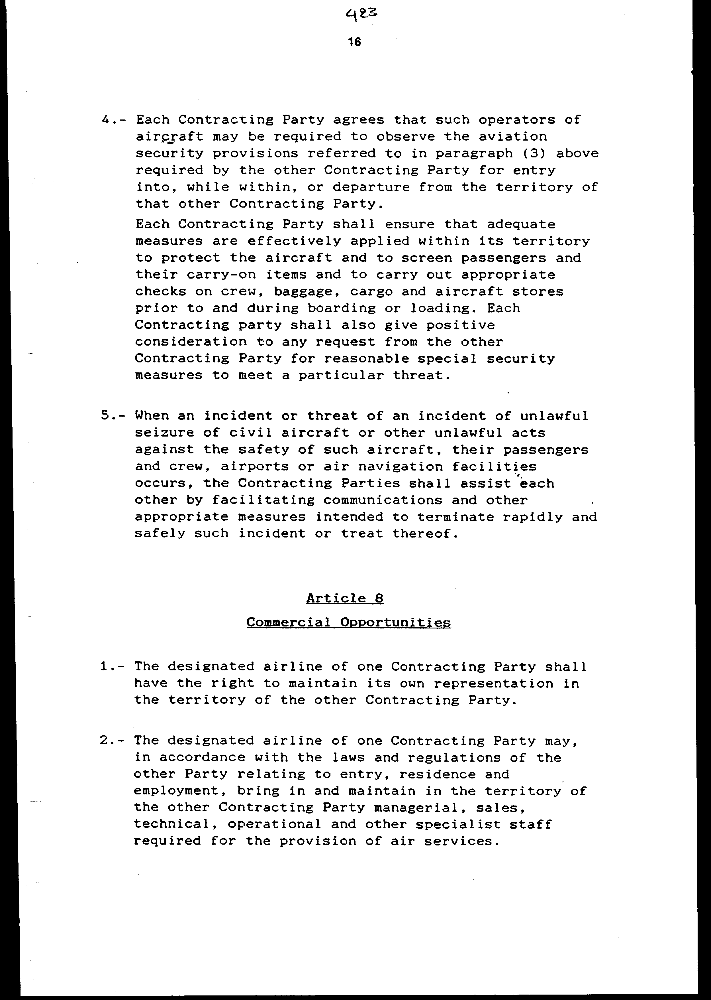 423
16
4.- Each Contracting Party agrees that such operators of
aircraft may be required to observe the aviation
security provisions referred to in paragraph (3) above
required by the other Contracting Party for entry
into, while within, or departure from the territory of
that other Contracting Party.
Each Contracting Party shall ensure that adequate
measures are effectively applied within its territory
to protect the aircraft and to screen passengers and
their carry-on items and to carry out appropriate
checks on crew, baggage, cargo and aircraft stores
prior to and during boarding or loading. Each
Contracting party shall also give positive
consideration to any request from the other
Contracting Party for reasonable special security
measures to meet a particular threat.
5.- When an incident or threat of an incident of unlawful
seizure of civil aircraft or other unlawful acts
against the safety of such aircraft, their passengers
and crew, airports or air navigation facilities
occurs, the Contracting Parties shall assist each
other by facilitating communications and other
appropriate measures intended to terminate rapidly and
safely such incident or treat thereof.
Article 8
Commercial Opportunities
1.- The designated airline of one Contracting Party shall
have the right to maintain its own representation in
the territory of the other Contracting Party.
2.- The designated airline of one Contracting Party may,
in accordance with the laws and regulations of the
other Party relating to entry, residence and
employment, bring in and maintain in the territory of
the other Contracting Party managerial, sales,
technical, operational and other specialist staff
required for the provision of air services.